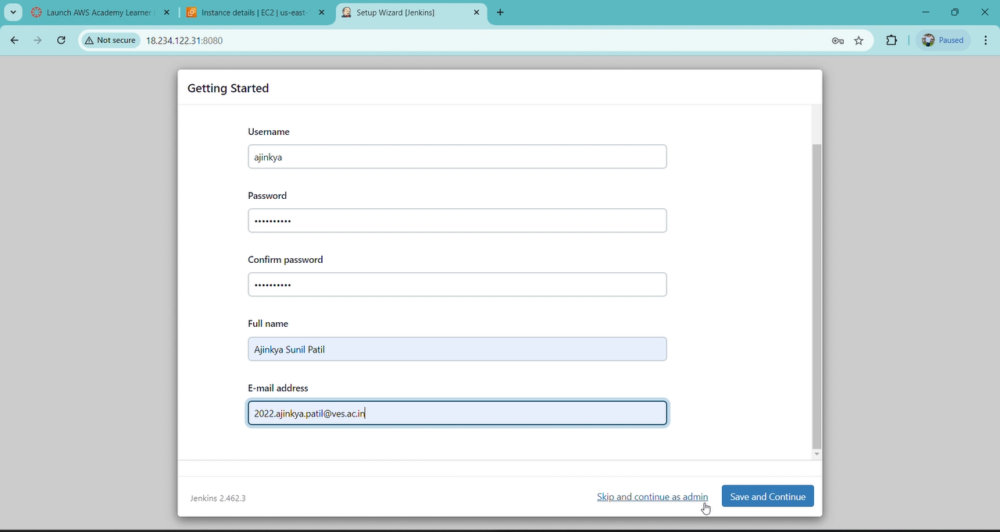 Launch AWS Academy Learner
Instance details | EC2 | us-east-
Setup Wizard [Jenkins]
Not secure
18.234.122.31:8080
Paused
Getting Started
Username
ajinkya
Password
••••••••••
Confirm password
••••••••••
Full name
Ajinkya Sunil Patil
E-mail address
2022.ajinkya.patil@ves.ac.in
Jenkins 2.462.3
Skip and continue as admin
Save and Continue